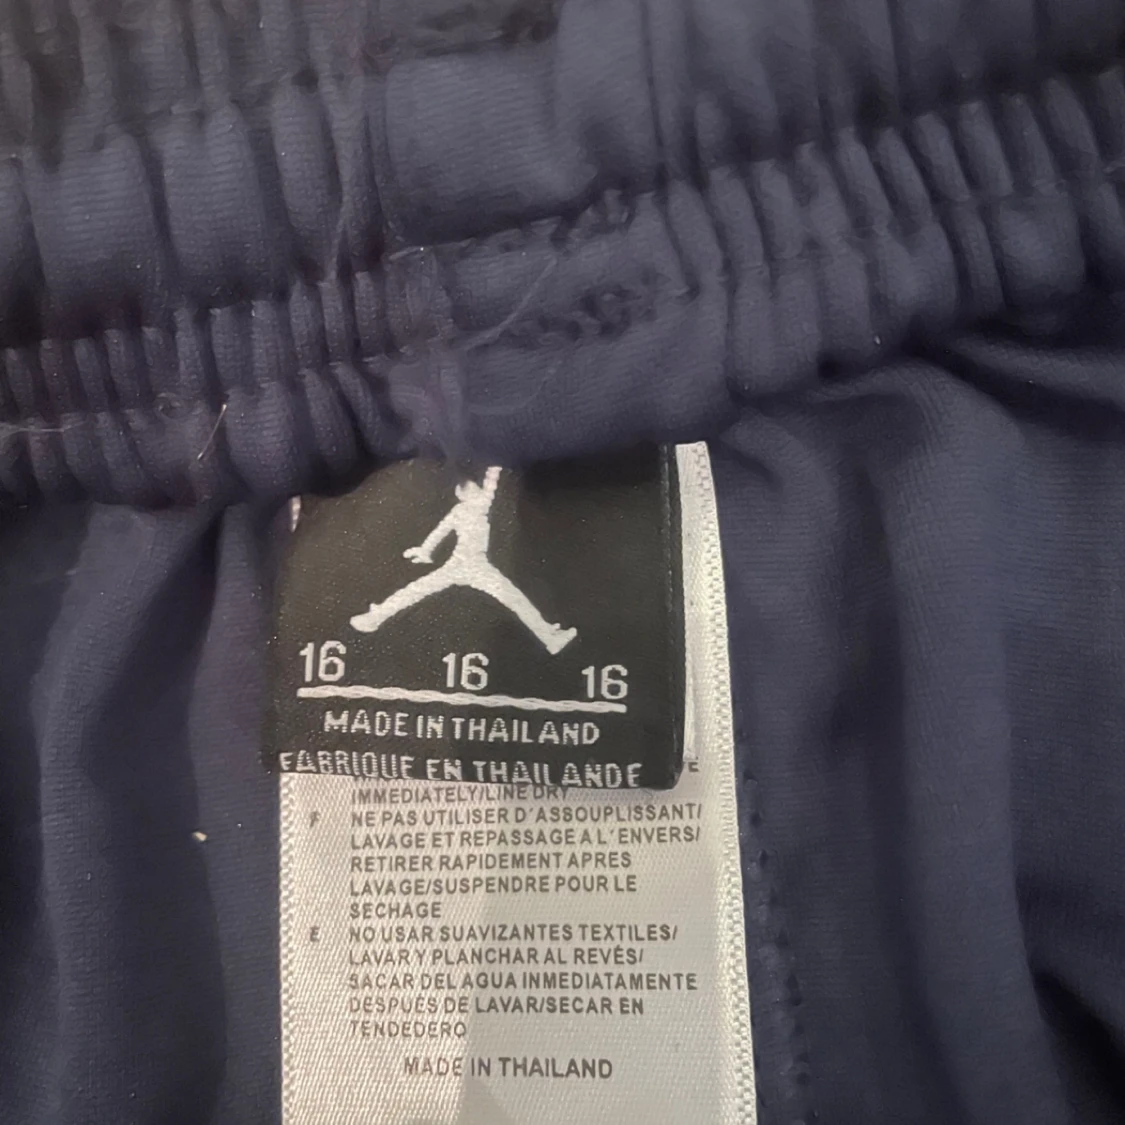 16 16 16
MADE IN THAILAND
FABRIQUE EN THAILANDE
E
IMMEDIATELY/LINE DRY
F NE PAS UTILISER D'ASSOUPLISSANT/
LAVAGE ET REPASSAGE A L'ENVERS/
RETIRER RAPIDEMENT APRES
LAVAGE/SUSPENDRE POUR LE
SECHAGE
E NO USAR SUAVIZANTES TEXTILES/
LAVAR Y PLANCHAR AL REVÉS/
SACAR DEL AGUA INMEDIATAMENTE
DESPUÉS DE LAVAR/SECAR EN
TENDEDERO
MADE IN THAILAND